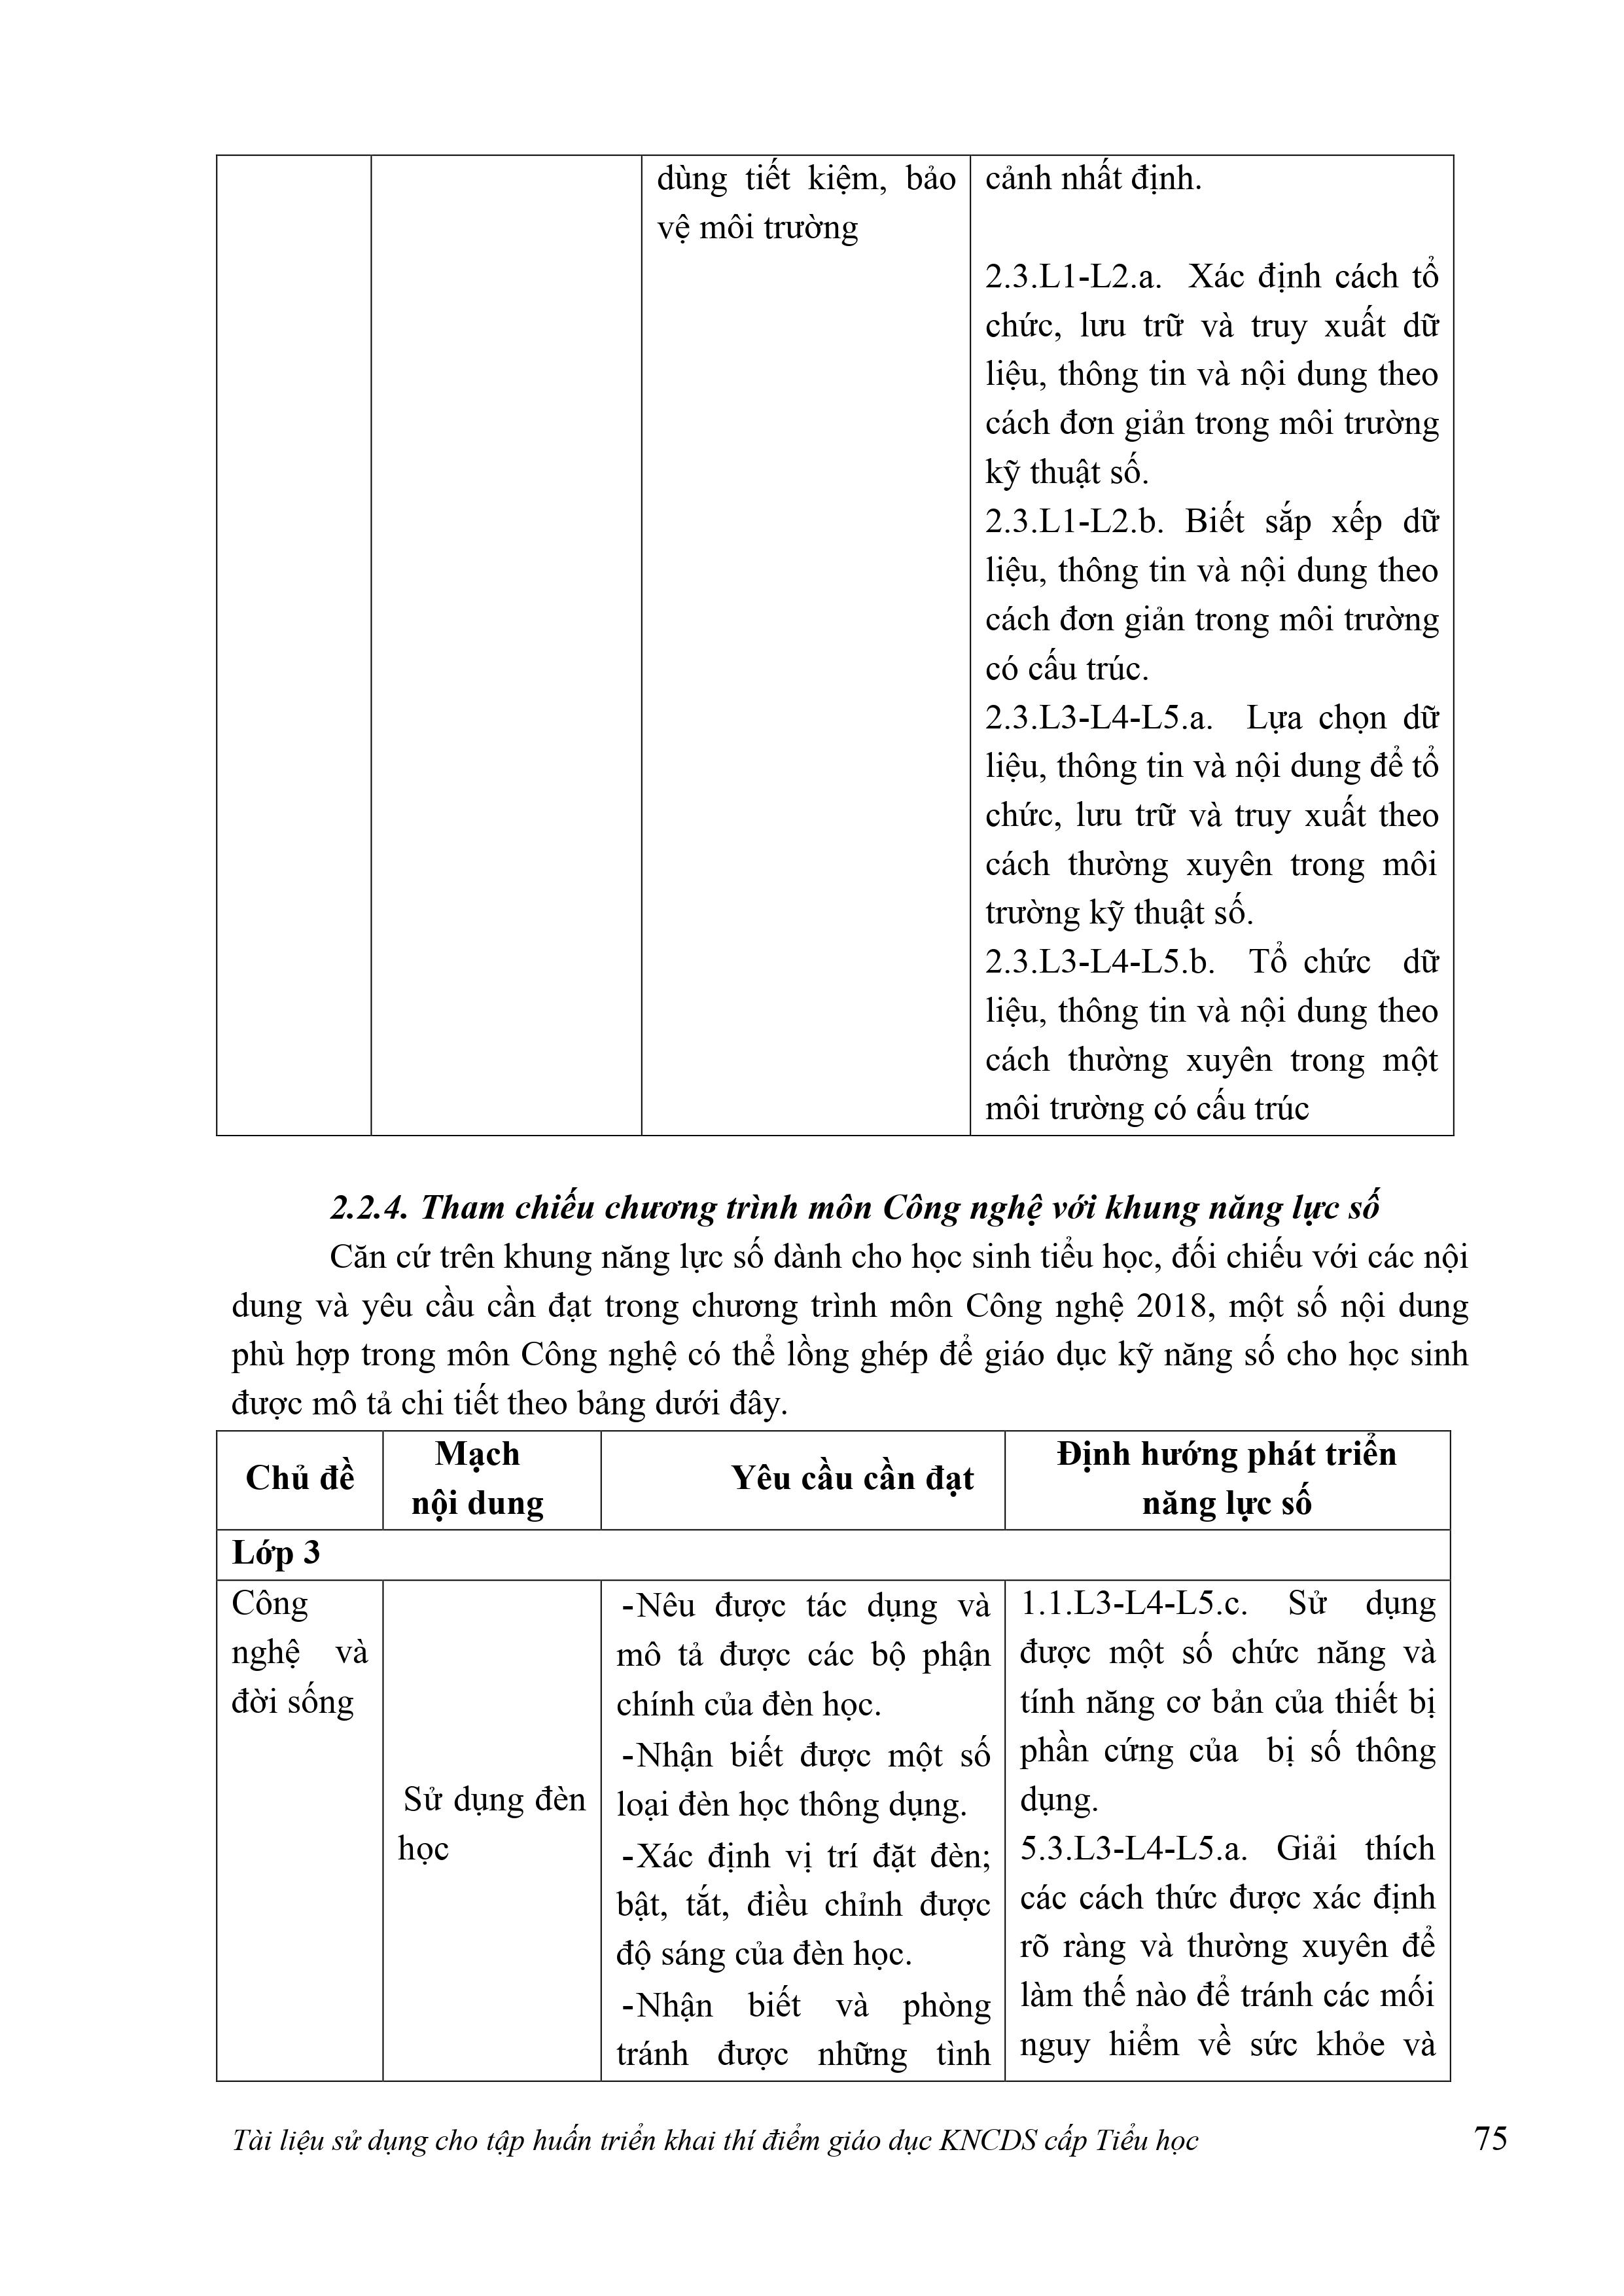 dùng tiết kiệm, bảo
vệ môi trường
cảnh nhất định.
2.3.L1-L2.a. Xác định cách tổ
chức, lưu trữ và truy xuất dữ
liệu, thông tin và nội dung theo
cách đơn giản trong môi trường
kỹ thuật số.
2.3.L1-L2.b. Biết sắp xếp dữ
liệu, thông tin và nội dung theo
cách đơn giản trong môi trường
có cấu trúc.
2.3.L3-L4-L5.a. Lựa chọn dữ
liệu, thông tin và nội dung để tổ
chức, lưu trữ và truy xuất theo
cách thường xuyên trong môi
trường kỹ thuật số.
2.3.L3-L4-L5.b. Tổ chức dữ
liệu, thông tin và nội dung theo
cách thường xuyên trong một
môi trường có cấu trúc
2.2.4. Tham chiếu chương trình môn Công nghệ với khung năng lực số
Căn cứ trên khung năng lực số dành cho học sinh tiểu học, đối chiếu với các nội
dung và yêu cầu cần đạt trong chương trình môn Công nghệ 2018, một số nội dung
phù hợp trong môn Công nghệ có thể lồng ghép để giáo dục kỹ năng số cho học sinh
được mô tả chi tiết theo bảng dưới đây.
Chủ đề
Mạch
nội dung
Yêu cầu cần đạt
Định hướng phát triển
năng lực số
Lớp 3
Công
nghệ và
đời sống
Sử dụng đèn
học
-Nêu được tác dụng và
mô tả được các bộ phận
chính của đèn học.
-Nhận biết được một số
loại đèn học thông dụng.
-Xác định vị trí đặt đèn;
bật, tắt, điều chỉnh được
độ sáng của đèn học.
-Nhận biết và phòng
tránh được những tình
1.1.L3-L4-L5.c. Sử dụng
được một số chức năng và
tính năng cơ bản của thiết bị
phần cứng của bị số thông
dụng.
5.3.L3-L4-L5.a. Giải thích
các cách thức được xác định
rõ ràng và thường xuyên để
làm thế nào để tránh các mối
nguy hiểm về sức khỏe và
Tài liệu sử dụng cho tập huấn triển khai thí điểm giáo dục KNCDS cấp Tiểu học
75